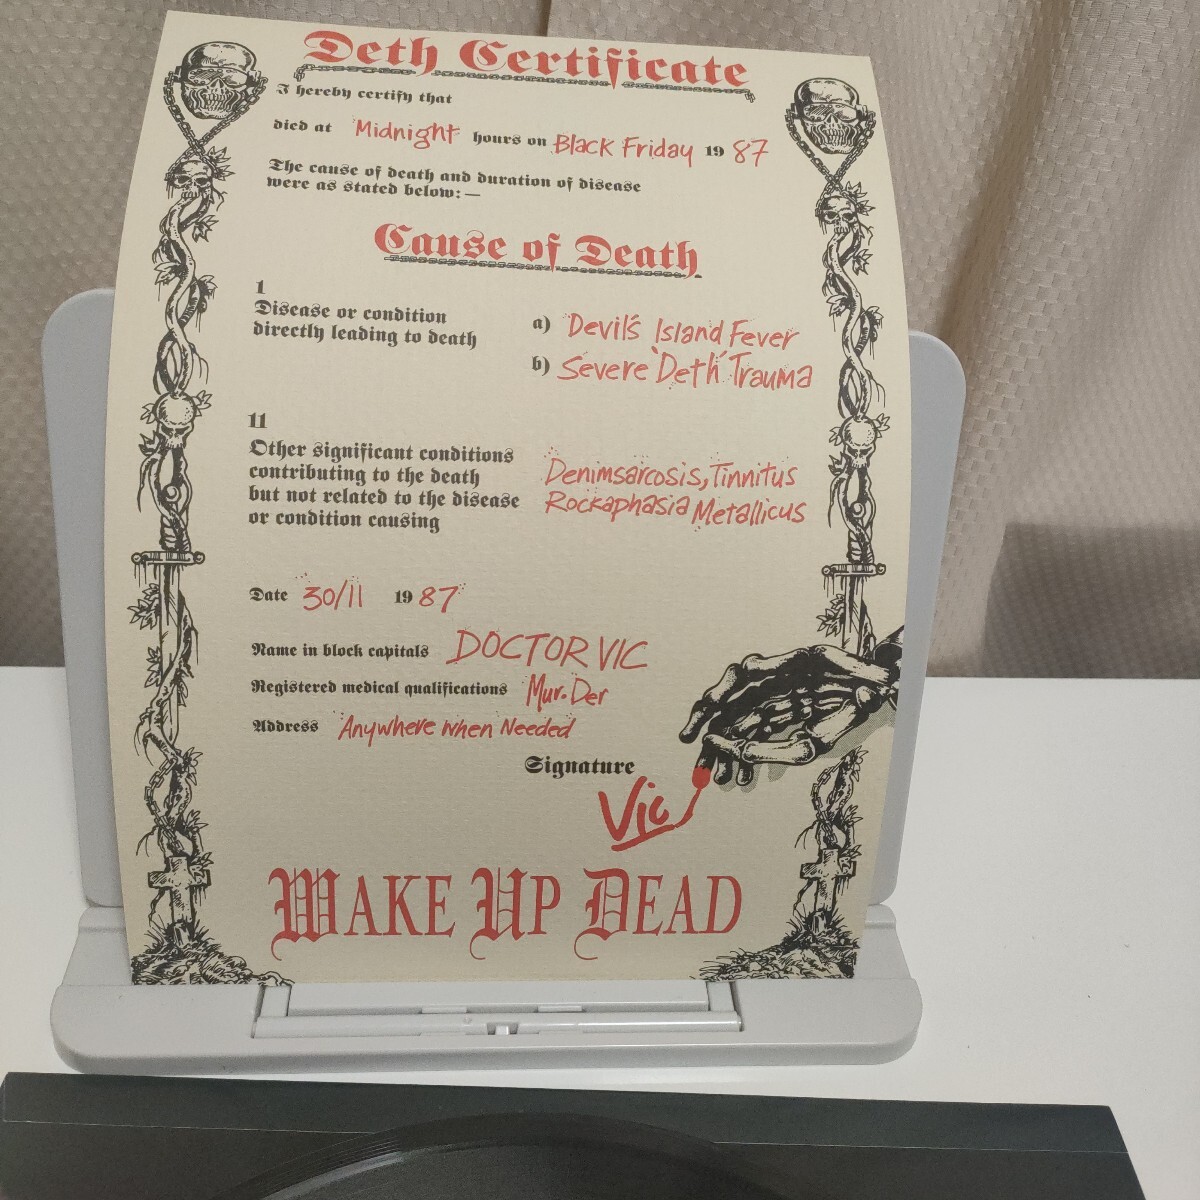 Deth Certificate
I hereby certify that
died at Midnight hours on Black Friday 19 87
The cause of death and duration of disease
were as stated below:—
Cause of Death
1
Disease or condition
directly leading to death
a) Devil's Island Fever
b) Severe 'Deth' Trauma
11
Other significant conditions
contributing to the death
but not related to the disease
or condition causing
Denimsarcosis, Tinnitus
Rockaphasia Metallicus
Date 30/11 19 87
Name in block capitals DOCTOR VIC
Registered medical qualifications Mur. Der
Address Anywhere When Needed
Signature
Vic
WAKE UP DEAD